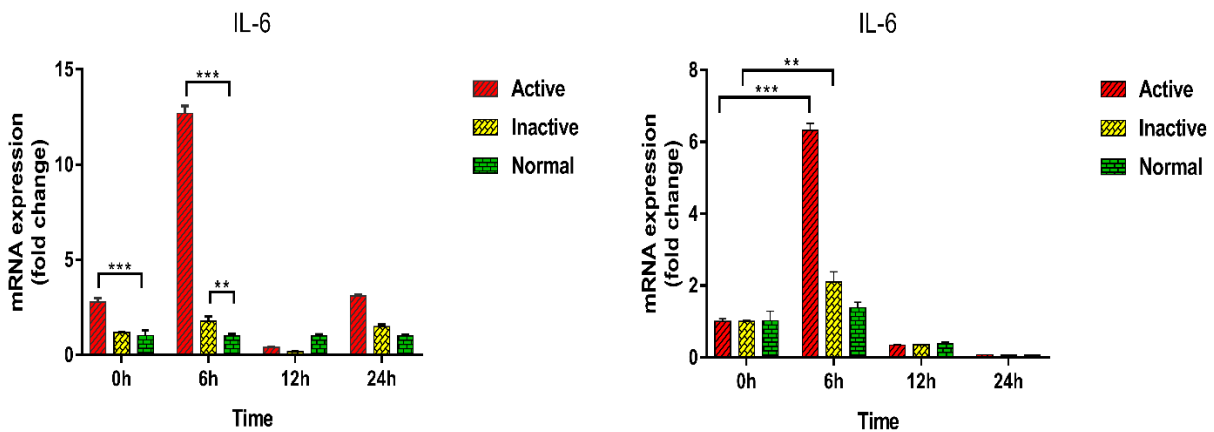 IL-6
15
10
5
0
mRNA expression
(fold change)
***
***
**
0h
6h
12h
24h
Time
Active
Inactive
Normal
IL-6
8
6
4
2
0
mRNA expression
(fold change)
**
***
0h
6h
12h
24h
Time
Active
Inactive
Normal